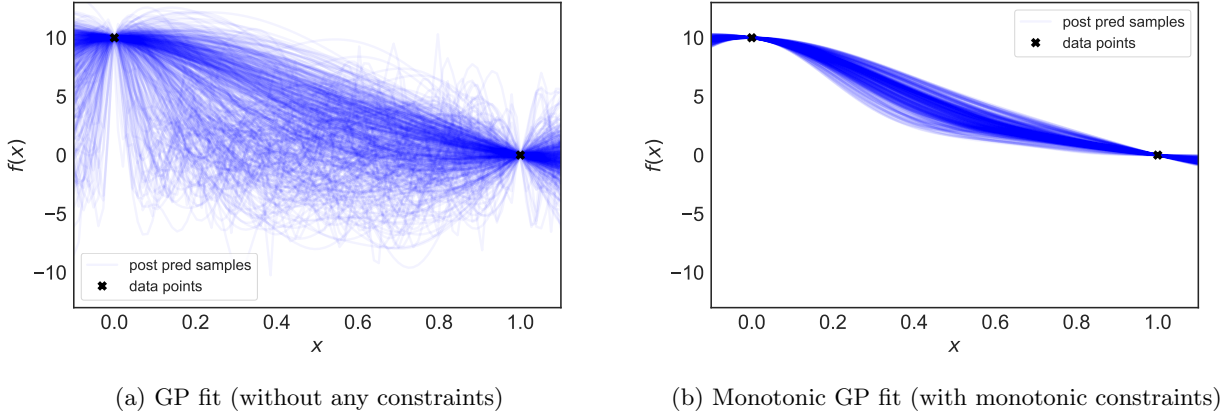 10
5
0
−5
−10
f(x)
post pred samples
data points
0.0 0.2 0.4 0.6 0.8 1.0
x
(a) GP fit (without any constraints)
10
5
0
−5
−10
f(x)
post pred samples
data points
0.0 0.2 0.4 0.6 0.8 1.0
x
(b) Monotonic GP fit (with monotonic constraints)